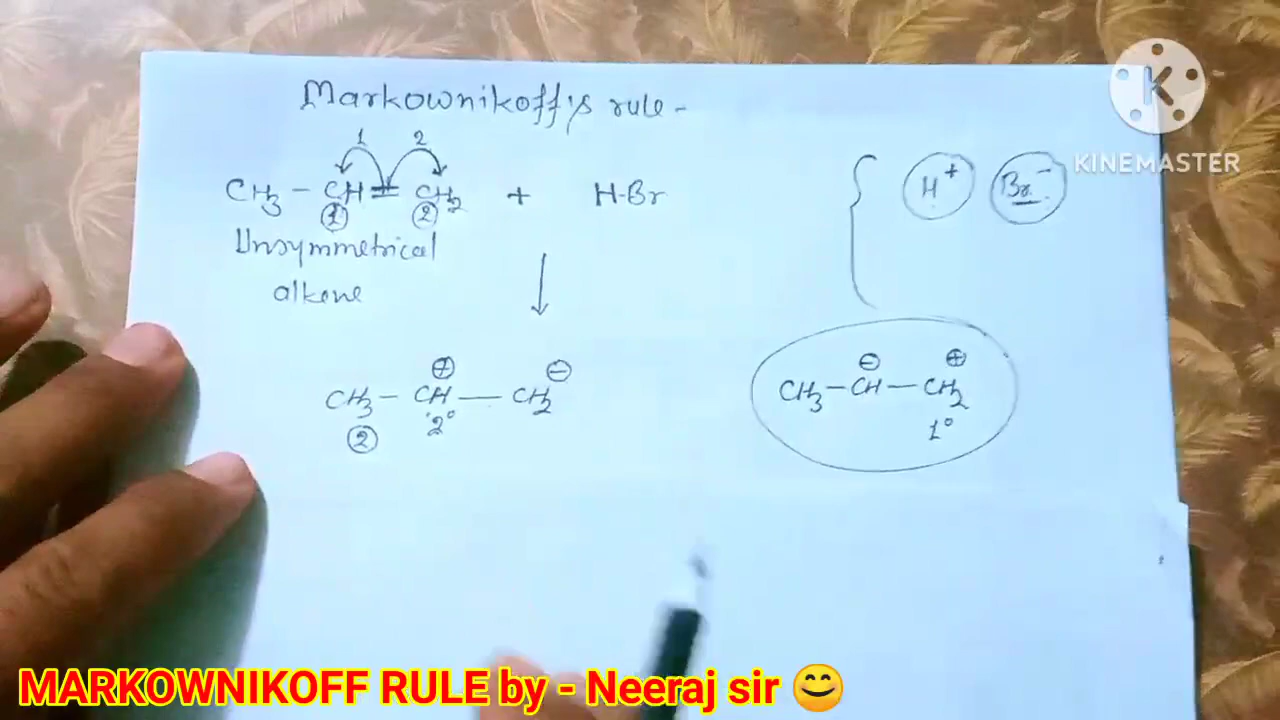 Markownikoff's rule -
1 2
CH3 - CH = CH2 + H-Br
① ②
Unsymmetrical
alkene
H+ Br-
↓
CH3 - CH⊕ — CH2⊖
② 2°
CH3 - CH⊖ — CH2⊕
1°
KINEMASTER
MARKOWNIKOFF RULE by - Neeraj sir 😊